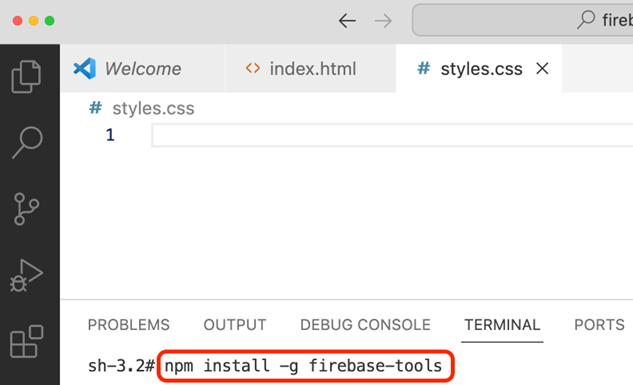 fireb
Welcome
<> index.html
# styles.css ×
# styles.css
1
PROBLEMS OUTPUT DEBUG CONSOLE TERMINAL PORTS
sh-3.2# npm install -g firebase-tools